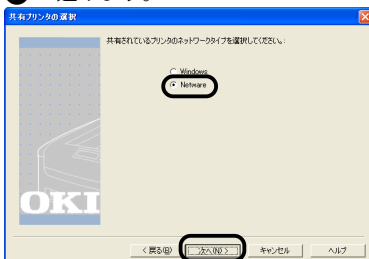 共有プリンタの選択
共有されているプリンタのネットワークタイプを選択してください。:
Windows
Netware
OKI
< 戻る(B)
次へ(N) >
キャンセル
ヘルプ